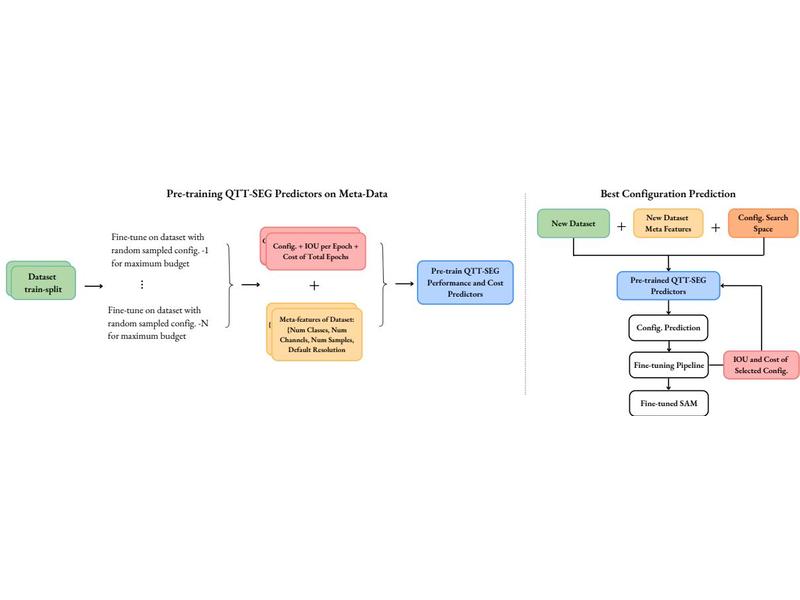 Pre-training QTT-SEG Predictors on Meta-Data
Dataset
train-split
Fine-tune on dataset with
random sampled config. -1
for maximum budget
⋮
Fine-tune on dataset with
random sampled config. -N
for maximum budget
Config. + IOU per Epoch +
Cost of Total Epochs
+
Meta-features of Dataset:
{Num Classes, Num
Channels, Num Samples,
Default Resolution
Pre-train QTT-SEG
Performance and Cost
Predictors
Best Configuration Prediction
New Dataset
+
New Dataset
Meta Features
+
Config. Search
Space
Pre-trained QTT-SEG
Predictors
Config. Prediction
Fine-tuning Pipeline
IOU and Cost of
Selected Config.
Fine-tuned SAM